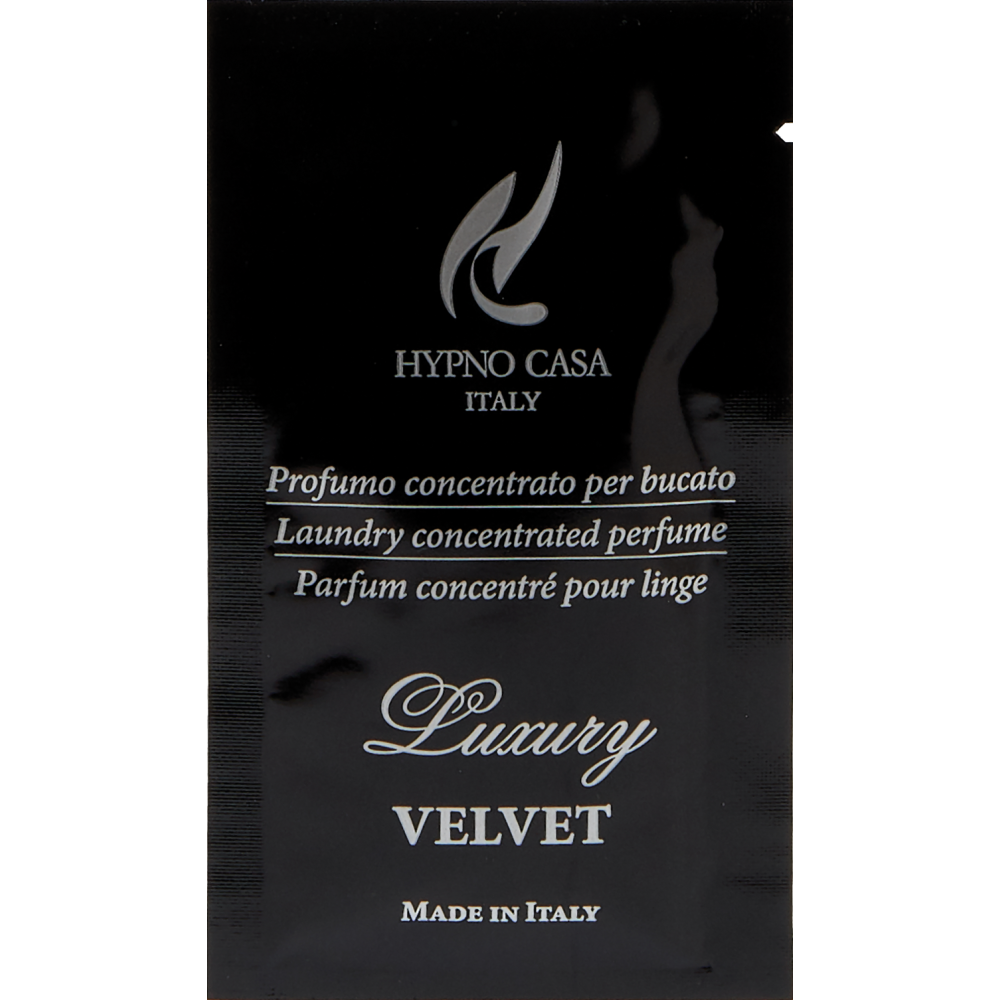 HYPNO CASA
ITALY
Profumo concentrato per bucato
Laundry concentrated perfume
Parfum concentré pour linge
Luxury
VELVET
MADE IN ITALY